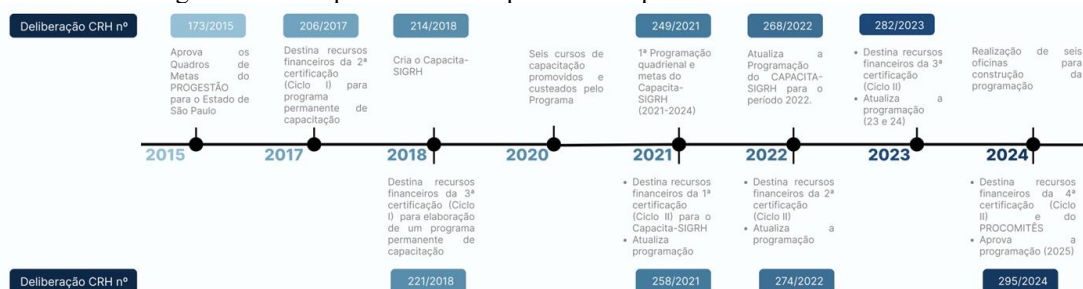 Deliberação CRH nº
173/2015
206/2017
214/2018
249/2021
268/2022
282/2023
Aprova os
Quadros de
Metas do
PROGESTÃO
para o Estado de
São Paulo
Destina recursos
financeiros da 2ª
certificação
(Ciclo I) para
programa
permanente de
capacitação
Cria o Capacita-
SIGRH
Seis cursos de
capacitação
promovidos e
custeados pelo
Programa
1ª Programação
quadrienal e
metas do
Capacita-
SIGRH
(2021-2024)
Atualiza a
Programação
do CAPACITA-
SIGRH para o
período 2022.
• Destina recursos
financeiros da 3ª
certificação
(Ciclo II)
• Atualiza a
programação
(23 e 24)
Realização de seis
oficinas para
construção da
programação
2015
2017
2018
2020
2021
2022
2023
2024
Destina recursos
financeiros da 3ª
certificação (Ciclo
I) para elaboração
de um programa
permanente de
capacitação
• Destina recursos
financeiros da 1ª
certificação
(Ciclo II) para o
Capacita-SIGRH
• Atualiza a
programação
• Destina recursos
financeiros da 2ª
certificação
(Ciclo II)
• Atualiza a
programação
• Destina recursos
financeiros da 4ª
certificação (Ciclo
II) e do
PROCOMITÊS
• Aprova a
programação (2025)
Deliberação CRH nº
221/2018
258/2021
274/2022
295/2024